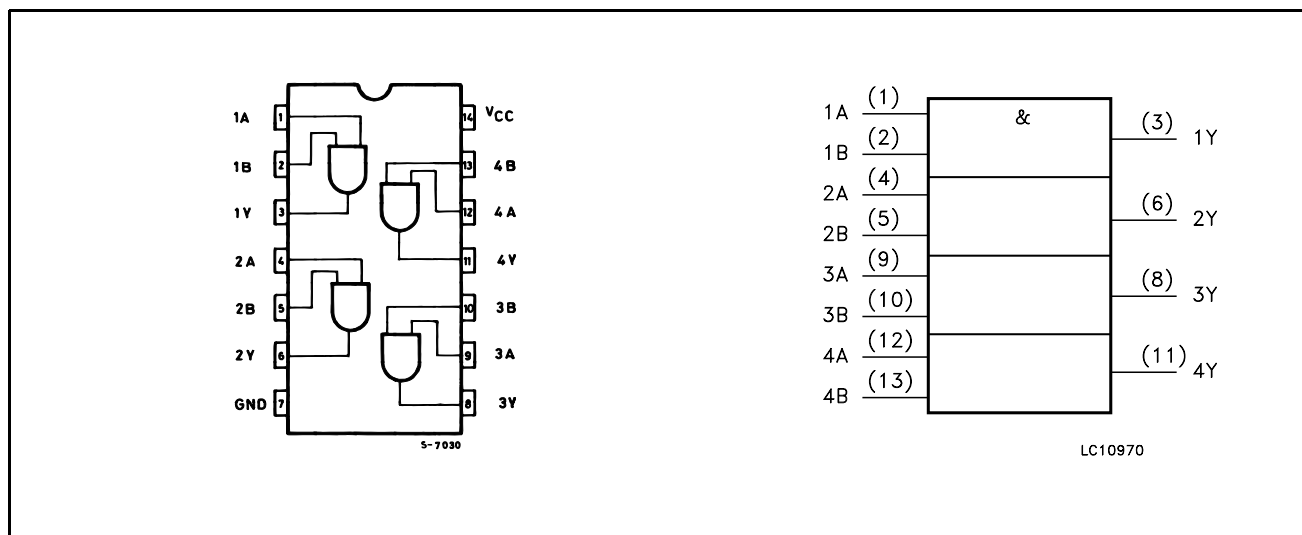 1A 1 14 VCC
1B 2 13 4B
1Y 3 12 4A
2A 4 11 4Y
2B 5 10 3B
2Y 6 9 3A
GND 7 8 3Y
S-7030
1A (1) & (3) 1Y
1B (2)
2A (4) (6) 2Y
2B (5)
3A (9) (8) 3Y
3B (10)
4A (12) (11) 4Y
4B (13)
LC10970